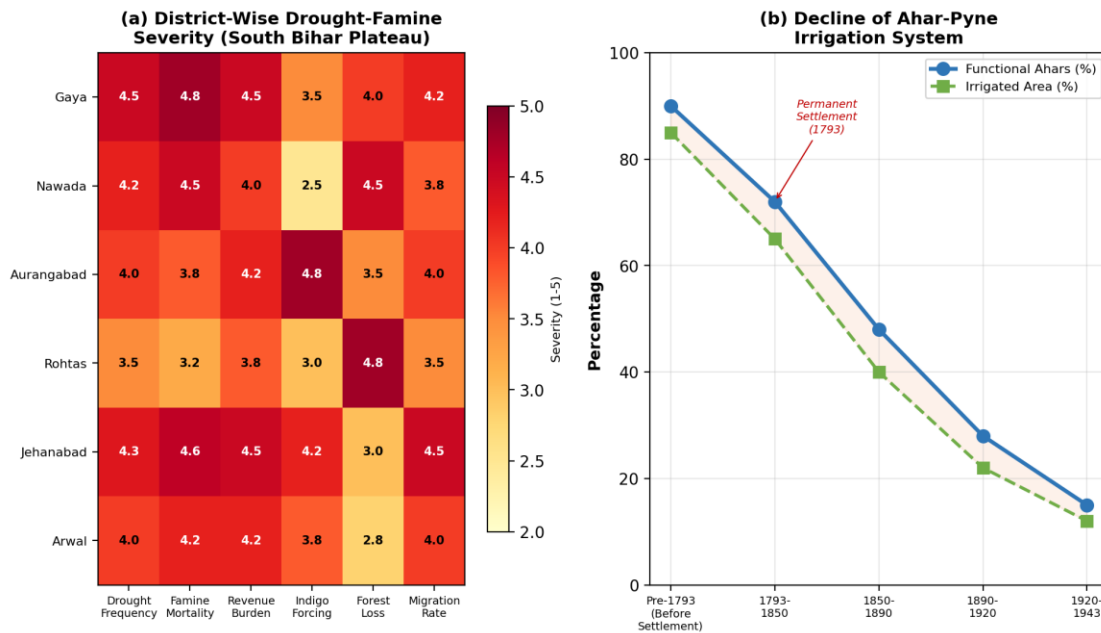 (a) District-Wise Drought-Famine
Severity (South Bihar Plateau)
Gaya
4.5 4.8 4.5 3.5 4.0 4.2
Nawada
4.2 4.5 4.0 2.5 4.5 3.8
Aurangabad
4.0 3.8 4.2 4.8 3.5 4.0
Rohtas
3.5 3.2 3.8 3.0 4.8 3.5
Jehanabad
4.3 4.6 4.5 4.2 3.0 4.5
Arwal
4.0 4.2 4.2 3.8 2.8 4.0
Drought
Frequency
Famine
Mortality
Revenue
Burden
Indigo
Forcing
Forest
Loss
Migration
Rate
5.0
4.5
4.0
3.5
3.0
2.5
2.0
Severity (1-5)
(b) Decline of Ahar-Pyne
Irrigation System
Functional Ahars (%)
Irrigated Area (%)
Permanent
Settlement
(1793)
Percentage
100
80
60
40
20
0
Pre-1793
(Before
Settlement)
1793-
1850
1850-
1890
1890-
1920
1920-
1943